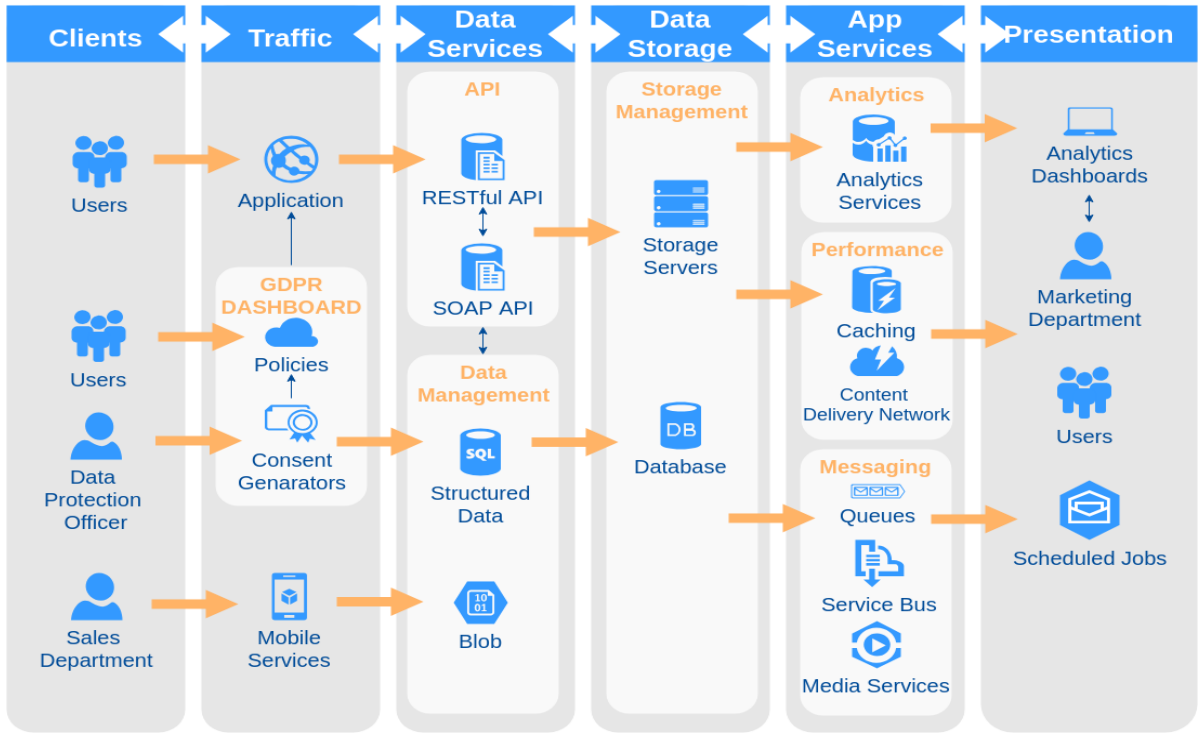 Clients
Traffic
Data
Services
Data
Storage
App
Services
Presentation
Users
Users
Data
Protection
Officer
Sales
Department
Application
GDPR
DASHBOARD
Policies
Consent
Genarators
Mobile
Services
API
RESTful API
SOAP API
Data
Management
SQL
Structured
Data
10
01
Blob
Storage
Management
Storage
Servers
DB
Database
Analytics
Analytics
Services
Performance
Caching
Content
Delivery Network
Messaging
Queues
Service Bus
Media Services
Analytics
Dashboards
Marketing
Department
Users
Scheduled Jobs